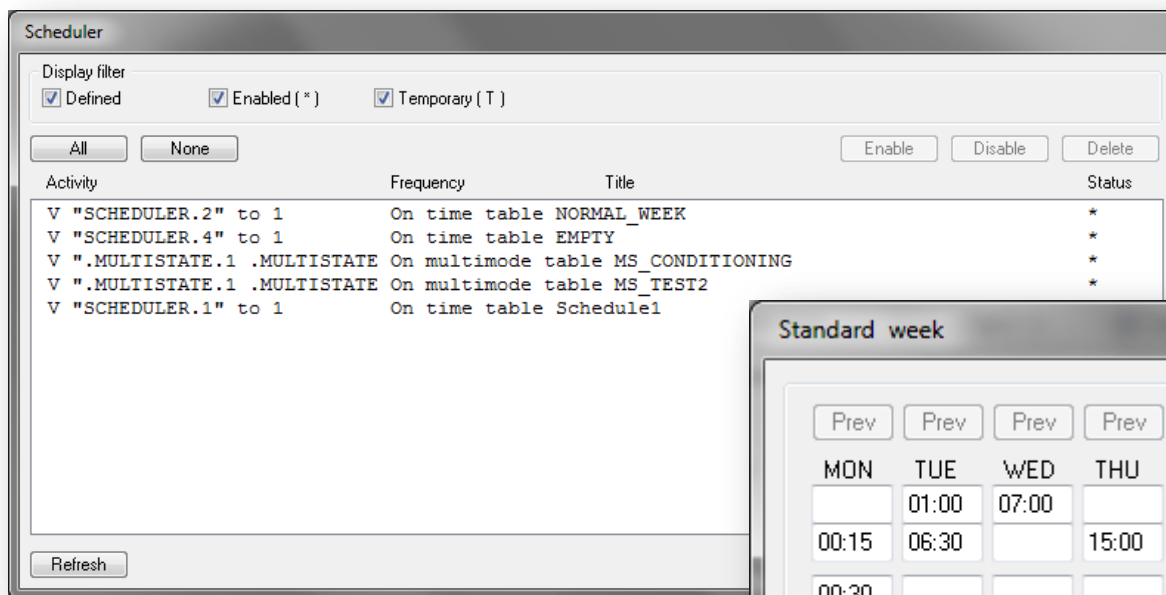 Scheduler
Display filter
Defined Enabled ( * ) Temporary ( T )
All None Enable Disable Delete
Activity Frequency Title Status
V "SCHEDULER.2" to 1 On time table NORMAL_WEEK *
V "SCHEDULER.4" to 1 On time table EMPTY *
V ".MULTISTATE.1 .MULTISTATE On multimode table MS_CONDITIONING *
V ".MULTISTATE.1 .MULTISTATE On multimode table MS_TEST2 *
V "SCHEDULER.1" to 1 On time table Schedule1
Refresh
Standard week
Prev Prev Prev Prev
MON TUE WED THU
01:00 07:00
00:15 06:30 15:00
00:30